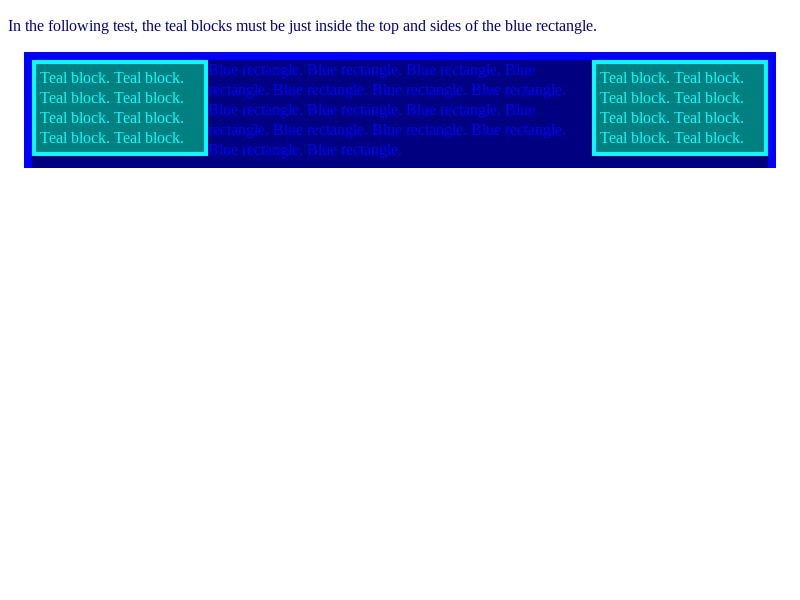 In the following test, the teal blocks must be just inside the top and sides of the blue rectangle.
Teal block. Teal block.
Teal block. Teal block.
Teal block. Teal block.
Teal block. Teal block.
Blue rectangle. Blue rectangle. Blue rectangle. Blue
rectangle. Blue rectangle. Blue rectangle. Blue rectangle.
Blue rectangle. Blue rectangle. Blue rectangle. Blue
rectangle. Blue rectangle. Blue rectangle. Blue rectangle.
Blue rectangle. Blue rectangle.
Teal block. Teal block.
Teal block. Teal block.
Teal block. Teal block.
Teal block. Teal block.